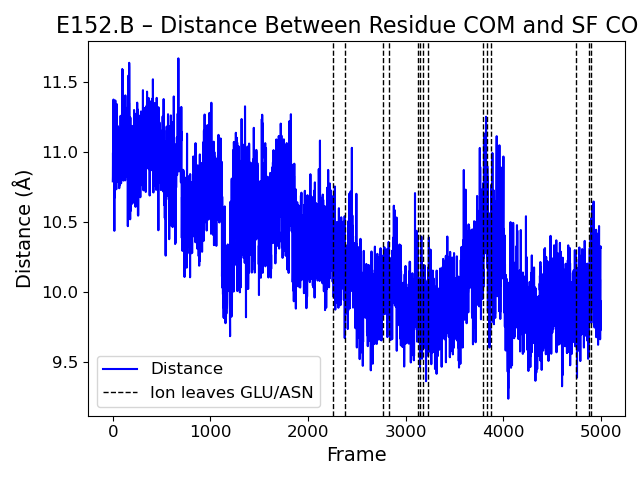 E152.B – Distance Between Residue COM and SF CO
Distance (Å)
11.5
11.0
10.5
10.0
9.5
Distance
Ion leaves GLU/ASN
0 1000 2000 3000 4000 5000
Frame